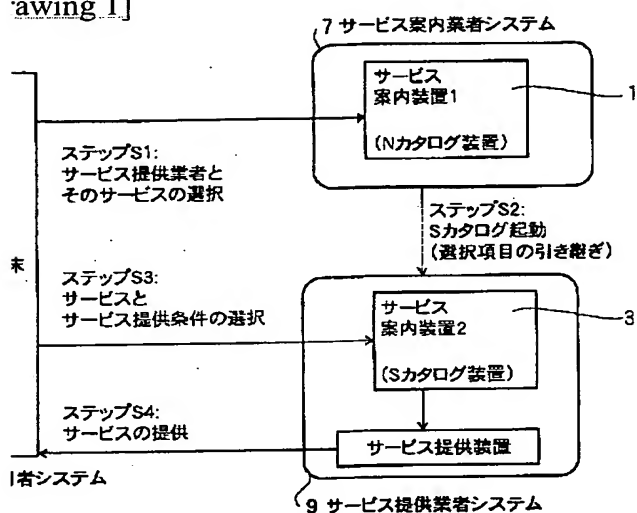 awing 1]
7 サービス案内業者システム
サービス
案内装置1
(Nカタログ装置)
1
ステップS1:
サービス提供業者と
そのサービスの選択
ステップS2:
Sカタログ起動
(選択項目の引き継ぎ)
末
ステップS3:
サービスと
サービス提供条件の選択
サービス
案内装置2
(Sカタログ装置)
3
ステップS4:
サービスの提供
サービス提供装置
者システム
9 サービス提供業者システム